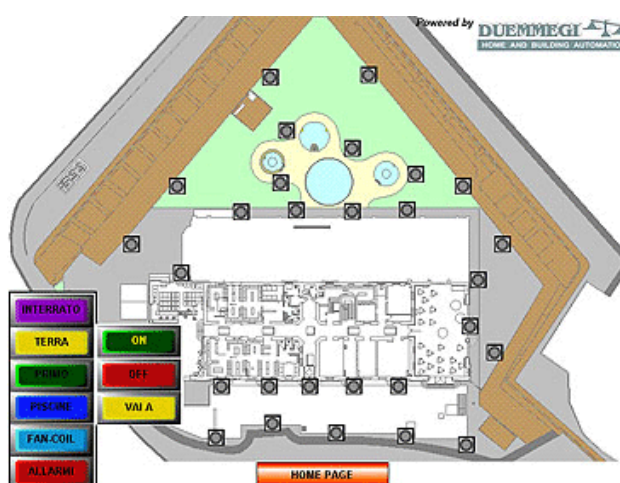 Powered by
DUEMMEGI
HOME AND BUILDING AUTOMATION
INTERRATO
TERRA
ON
PRIMO
OFF
PISCINE
VAI A
FAN-COIL
ALLARMI
HOME PAGE